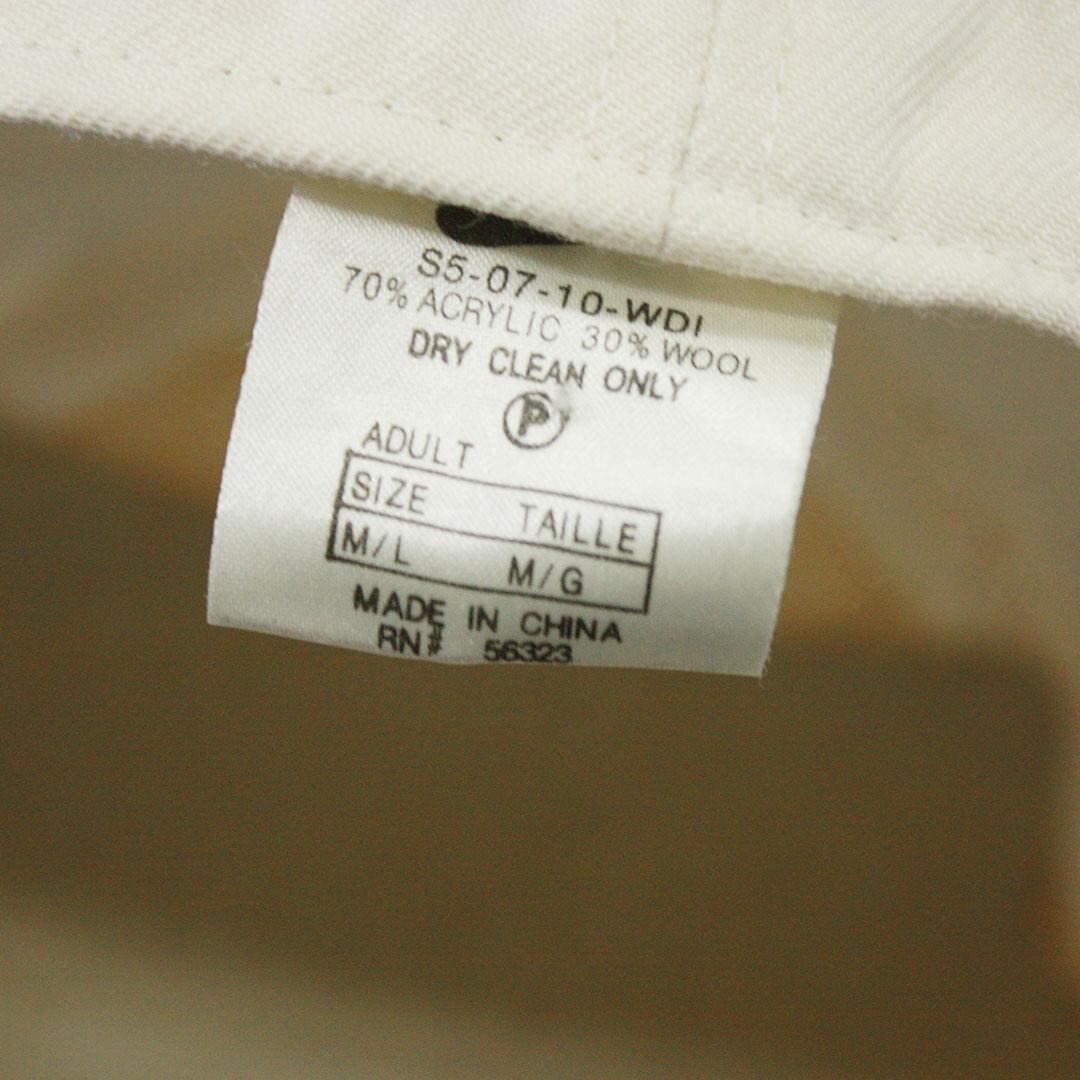 S5-07-10-WDI
70% ACRYLIC 30% WOOL
DRY CLEAN ONLY
P
ADULT
SIZE TAILLE
M/L M/G
MADE IN CHINA
RN# 56323